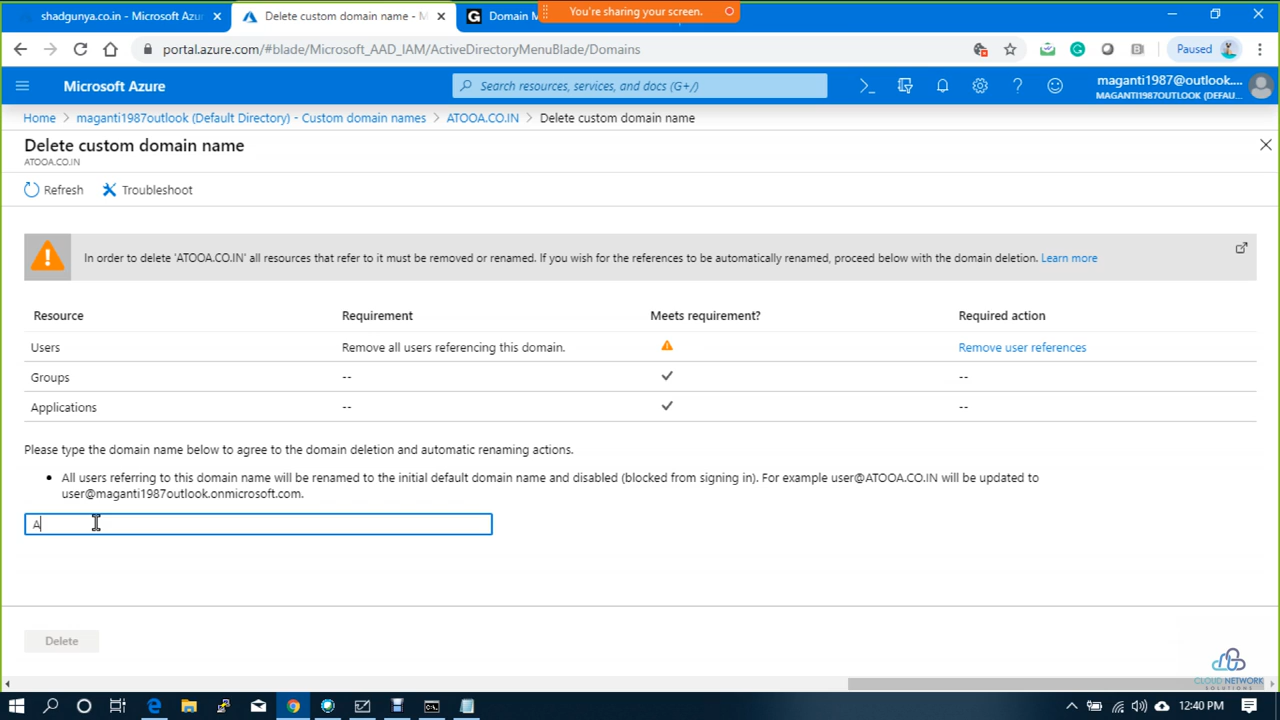 shadgunya.co.in - Microsoft Azu
Delete custom domain name - M
Domain M
You're sharing your screen.
portal.azure.com/#blade/Microsoft_AAD_IAM/ActiveDirectoryMenuBlade/Domains
Paused
Microsoft Azure
Search resources, services, and docs (G+/)
maganti1987@outlook....
MAGANTI1987OUTLOOK (DEFAU...
Home > maganti1987outlook (Default Directory) - Custom domain names > ATOOA.CO.IN > Delete custom domain name
Delete custom domain name
ATOOA.CO.IN
Refresh Troubleshoot
In order to delete 'ATOOA.CO.IN' all resources that refer to it must be removed or renamed. If you wish for the references to be automatically renamed, proceed below with the domain deletion. Learn more
Resource Requirement Meets requirement? Required action
Users Remove all users referencing this domain. Remove user references
Groups -- --
Applications -- --
Please type the domain name below to agree to the domain deletion and automatic renaming actions.
All users referring to this domain name will be renamed to the initial default domain name and disabled (blocked from signing in). For example user@ATOOA.CO.IN will be updated to
user@maganti1987outlook.onmicrosoft.com.
A
Delete
CLOUD NETWORK
SOLUTIONS
12:40 PM